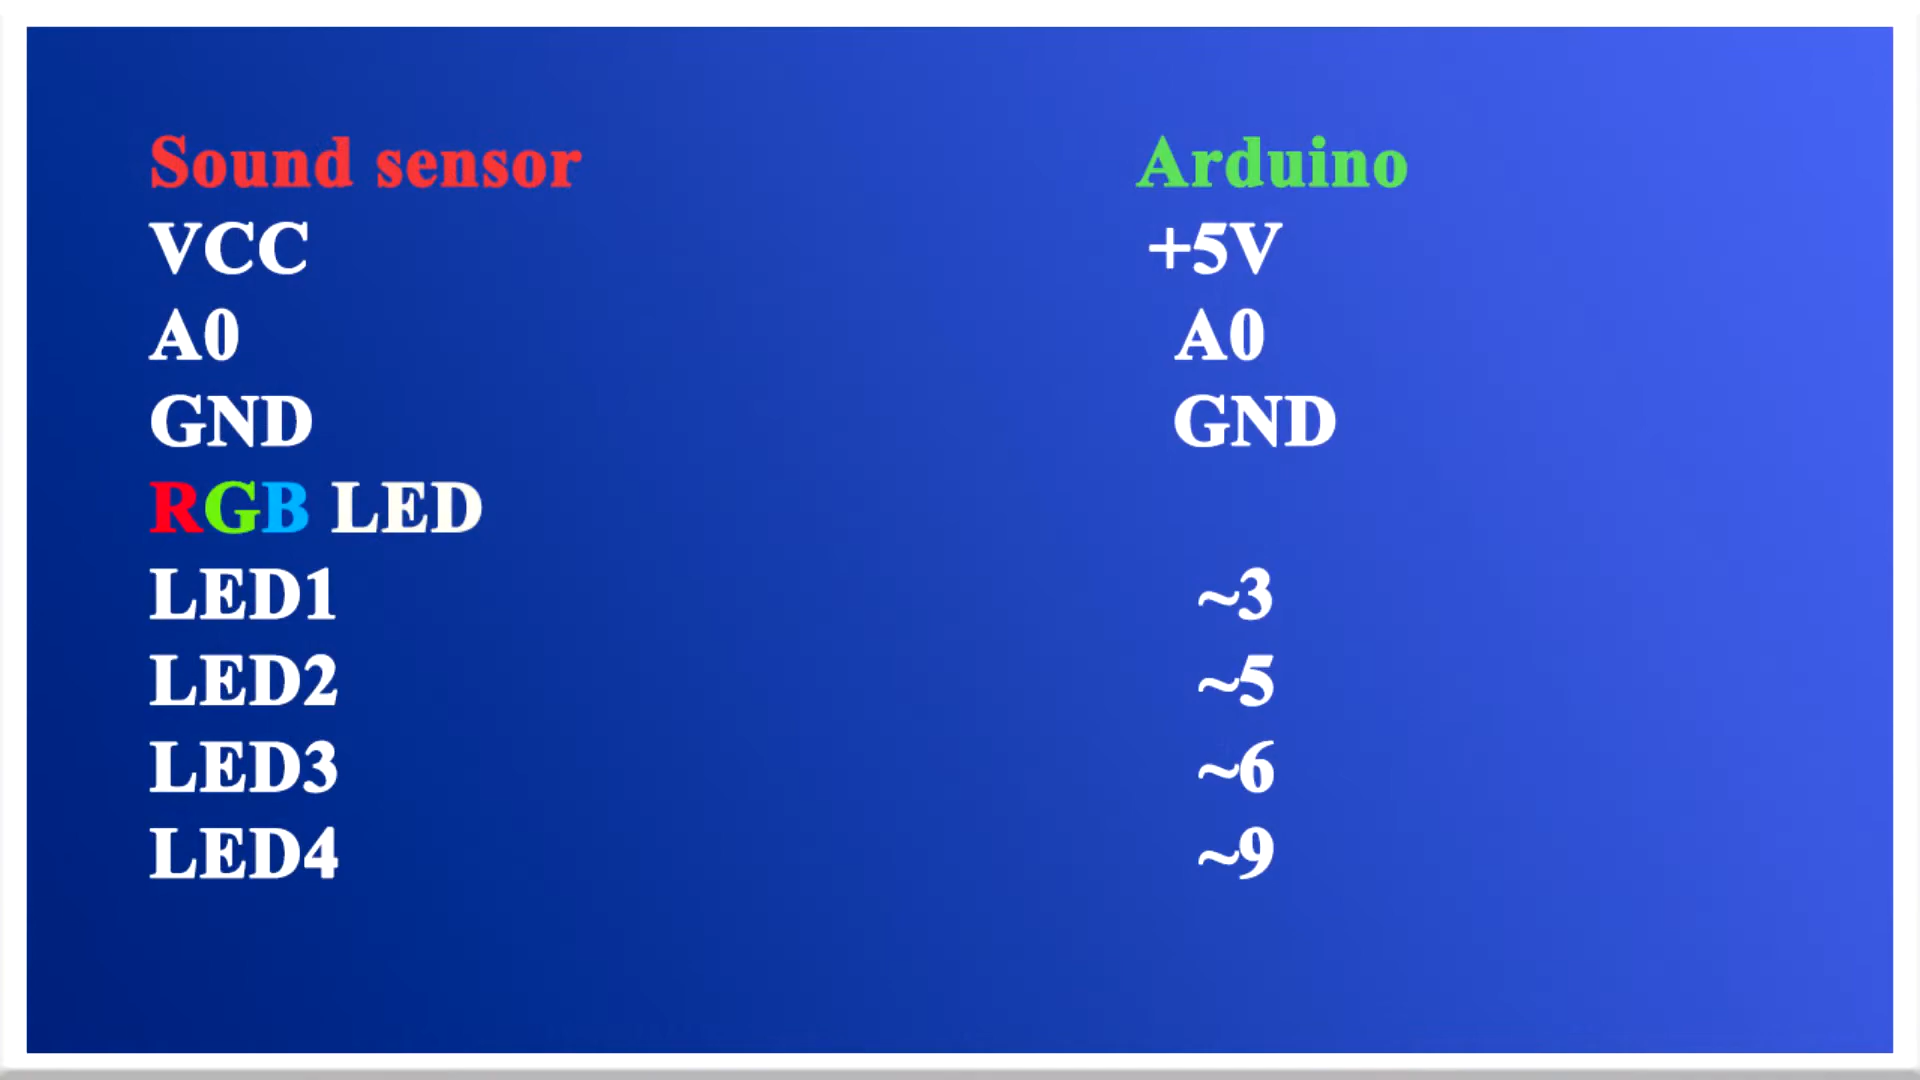 Sound sensor Arduino
VCC +5V
A0 A0
GND GND
RGB LED
LED1 ~3
LED2 ~5
LED3 ~6
LED4 ~9